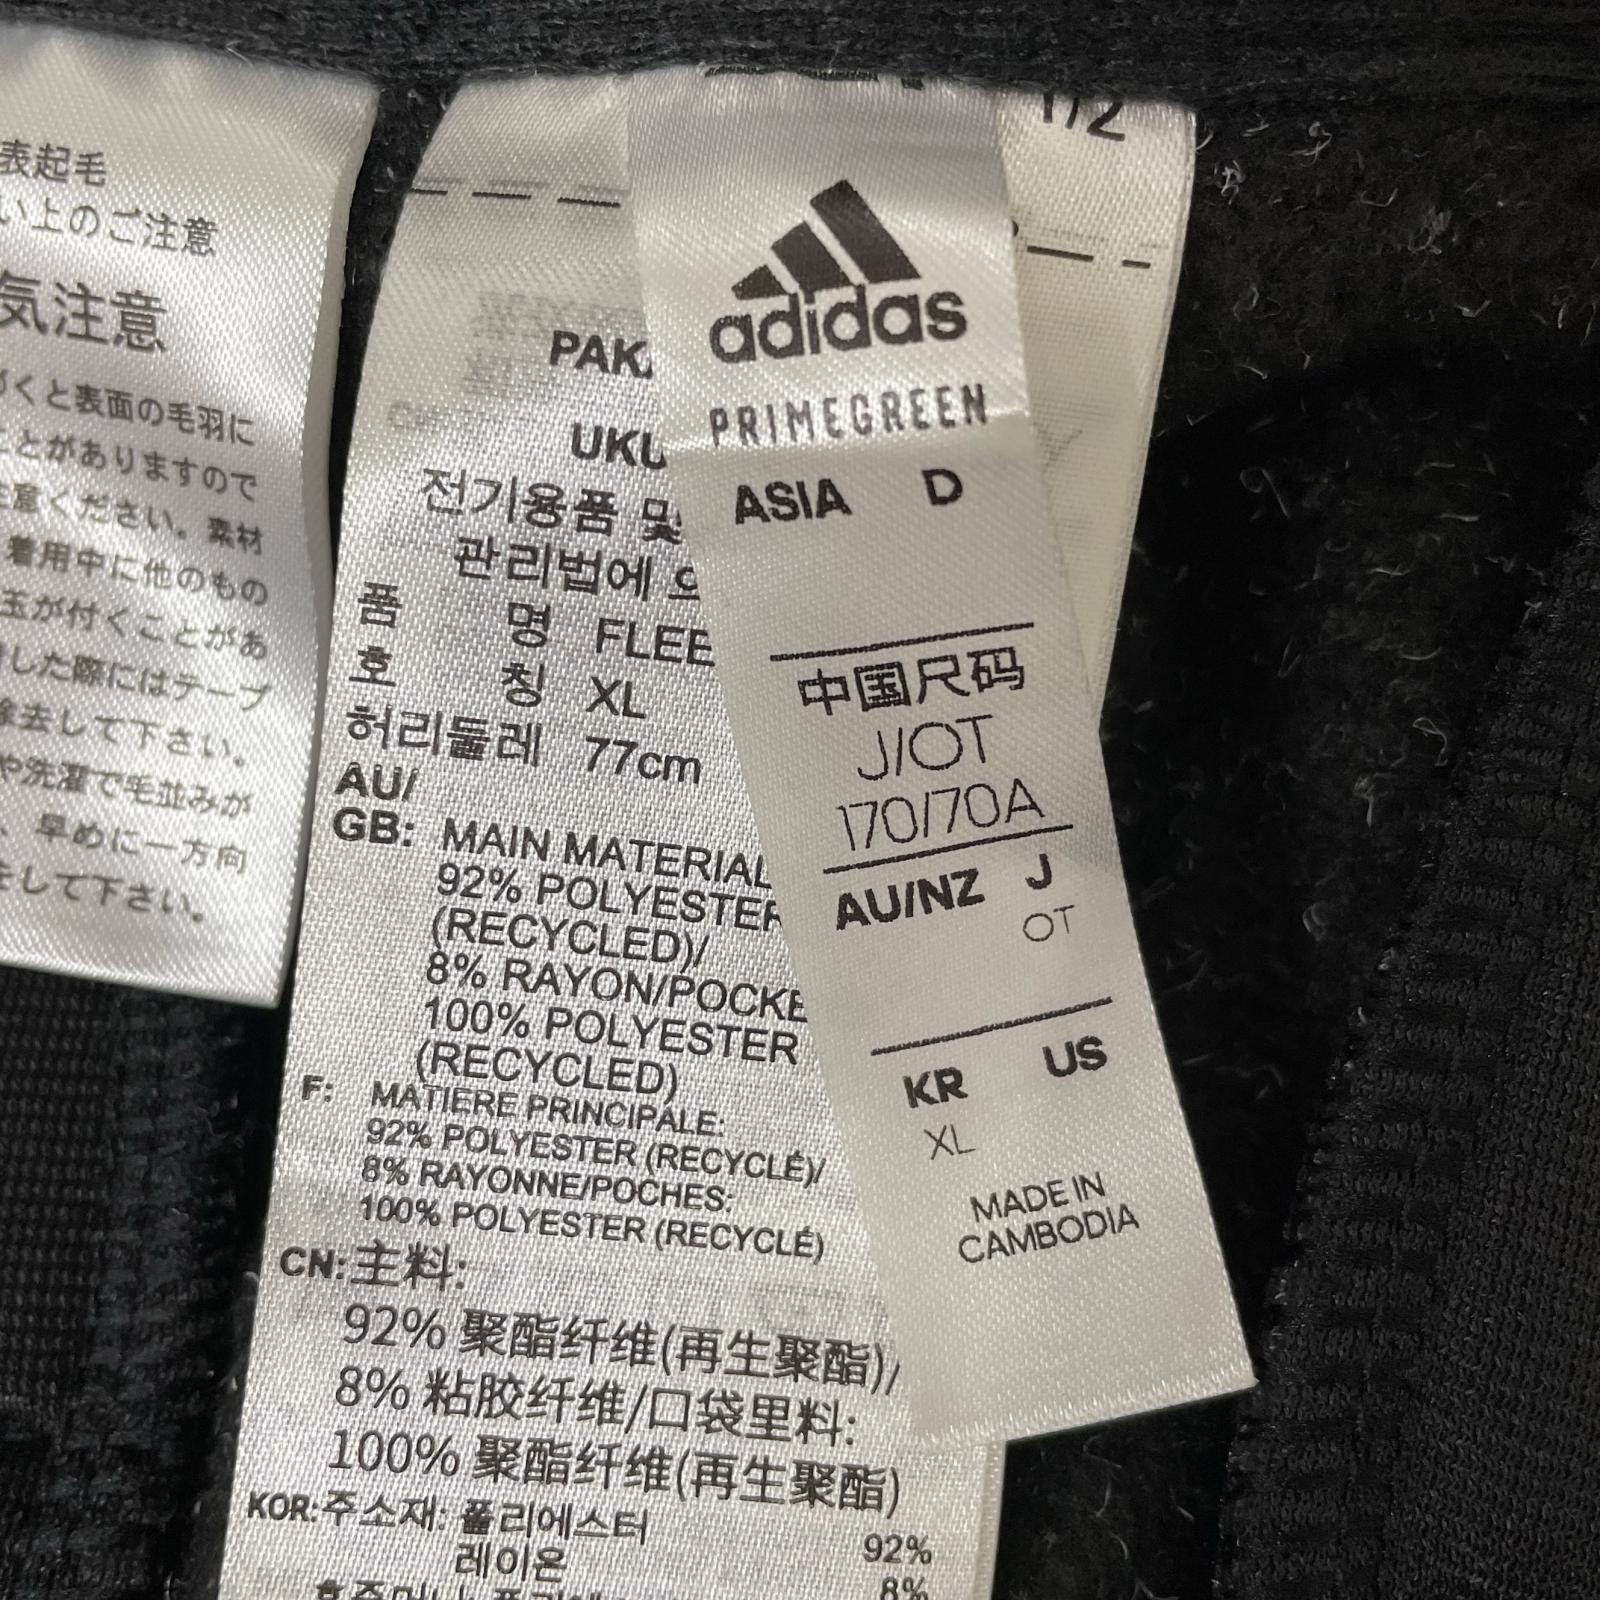 表起毛
い上のご注意
気注意
づくと表面の毛羽に
ことがありますので
注意ください。素材
着用中に他のもの
玉が付くことがあ
した際にはテープ
除去して下さい。
や洗濯で毛並みが
、早めに一方向
をして下さい。
PAK
UKU
전기용품 및
관리법에 의
품 명 FLEE
호 칭 XL
허리둘레 77cm
AU/
GB: MAIN MATERIAL
92% POLYESTER
(RECYCLED)/
8% RAYON/POCKE
100% POLYESTER
(RECYCLED)
F: MATIERE PRINCIPALE:
92% POLYESTER (RECYCLÉ)/
8% RAYONNE/POCHES:
100% POLYESTER (RECYCLÉ)
CN:主料:
92% 聚酯纤维(再生聚酯)/
8% 粘胶纤维/口袋里料:
100% 聚酯纤维(再生聚酯)
KOR:주소재: 폴리에스터 92%
레이온 8%
1/2
adidas
PRIMEGREEN
ASIA D
中国尺码
J/OT
170/70A
AU/NZ J
OT
KR US
XL
MADE IN
CAMBODIA